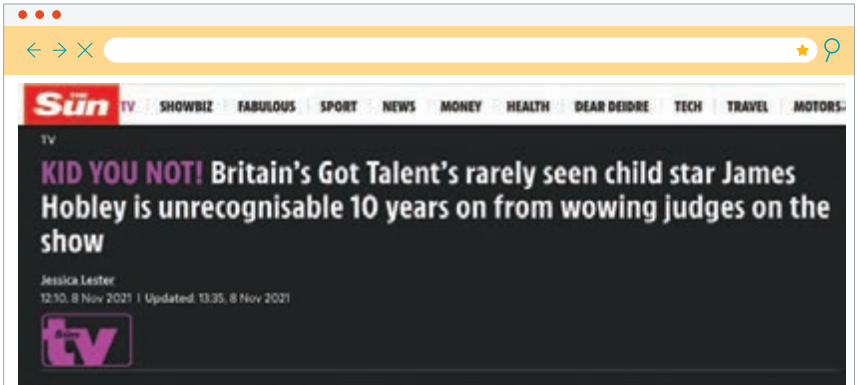 THE Sun TV SHOWBIZ FABULOUS SPORT NEWS MONEY HEALTH DEAR DEIDRE TECH TRAVEL MOTORS
TV
KID YOU NOT! Britain's Got Talent's rarely seen child star James
Hobley is unrecognisable 10 years on from wowing judges on the
show
Jessica Lester
12:10, 8 Nov 2021 | Updated: 13:35, 8 Nov 2021
The Sun
tv